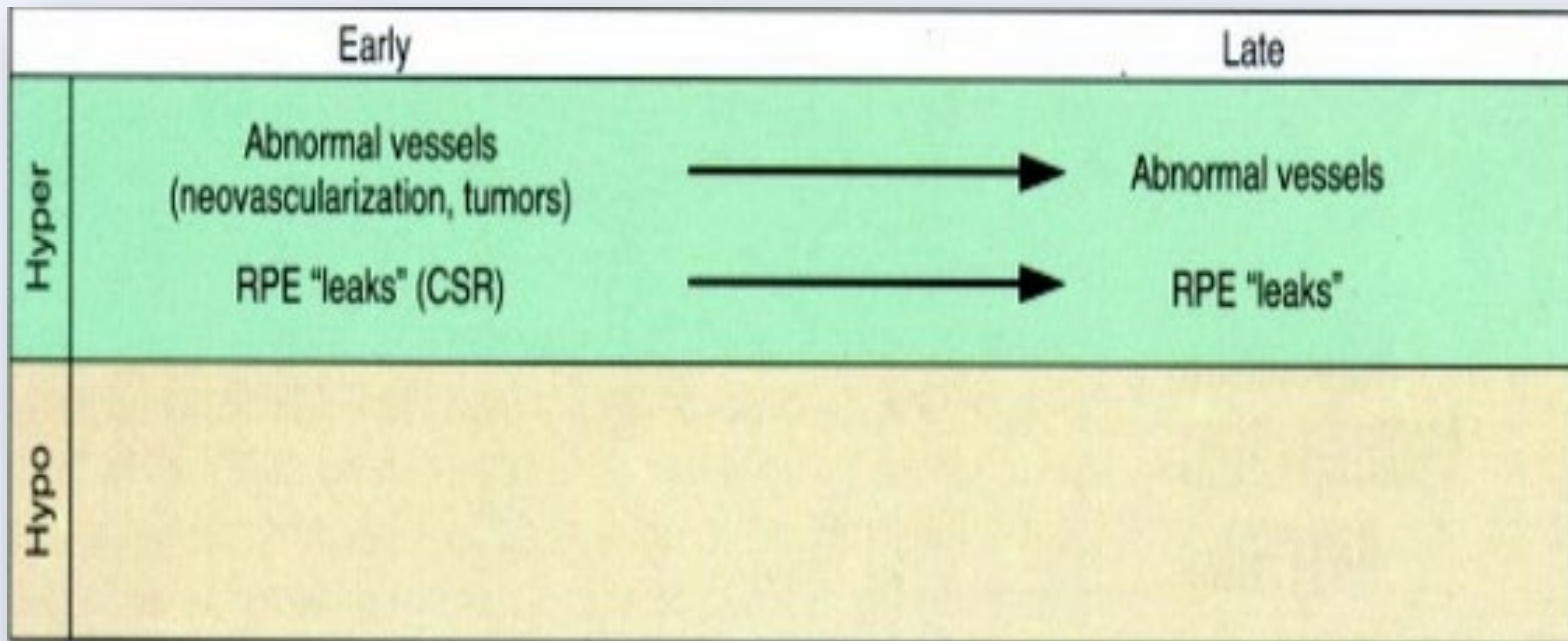 Early
Late
Hyper
Abnormal vessels
(neovascularization, tumors)
Abnormal vessels
RPE “leaks” (CSR)
RPE “leaks”
Hypo